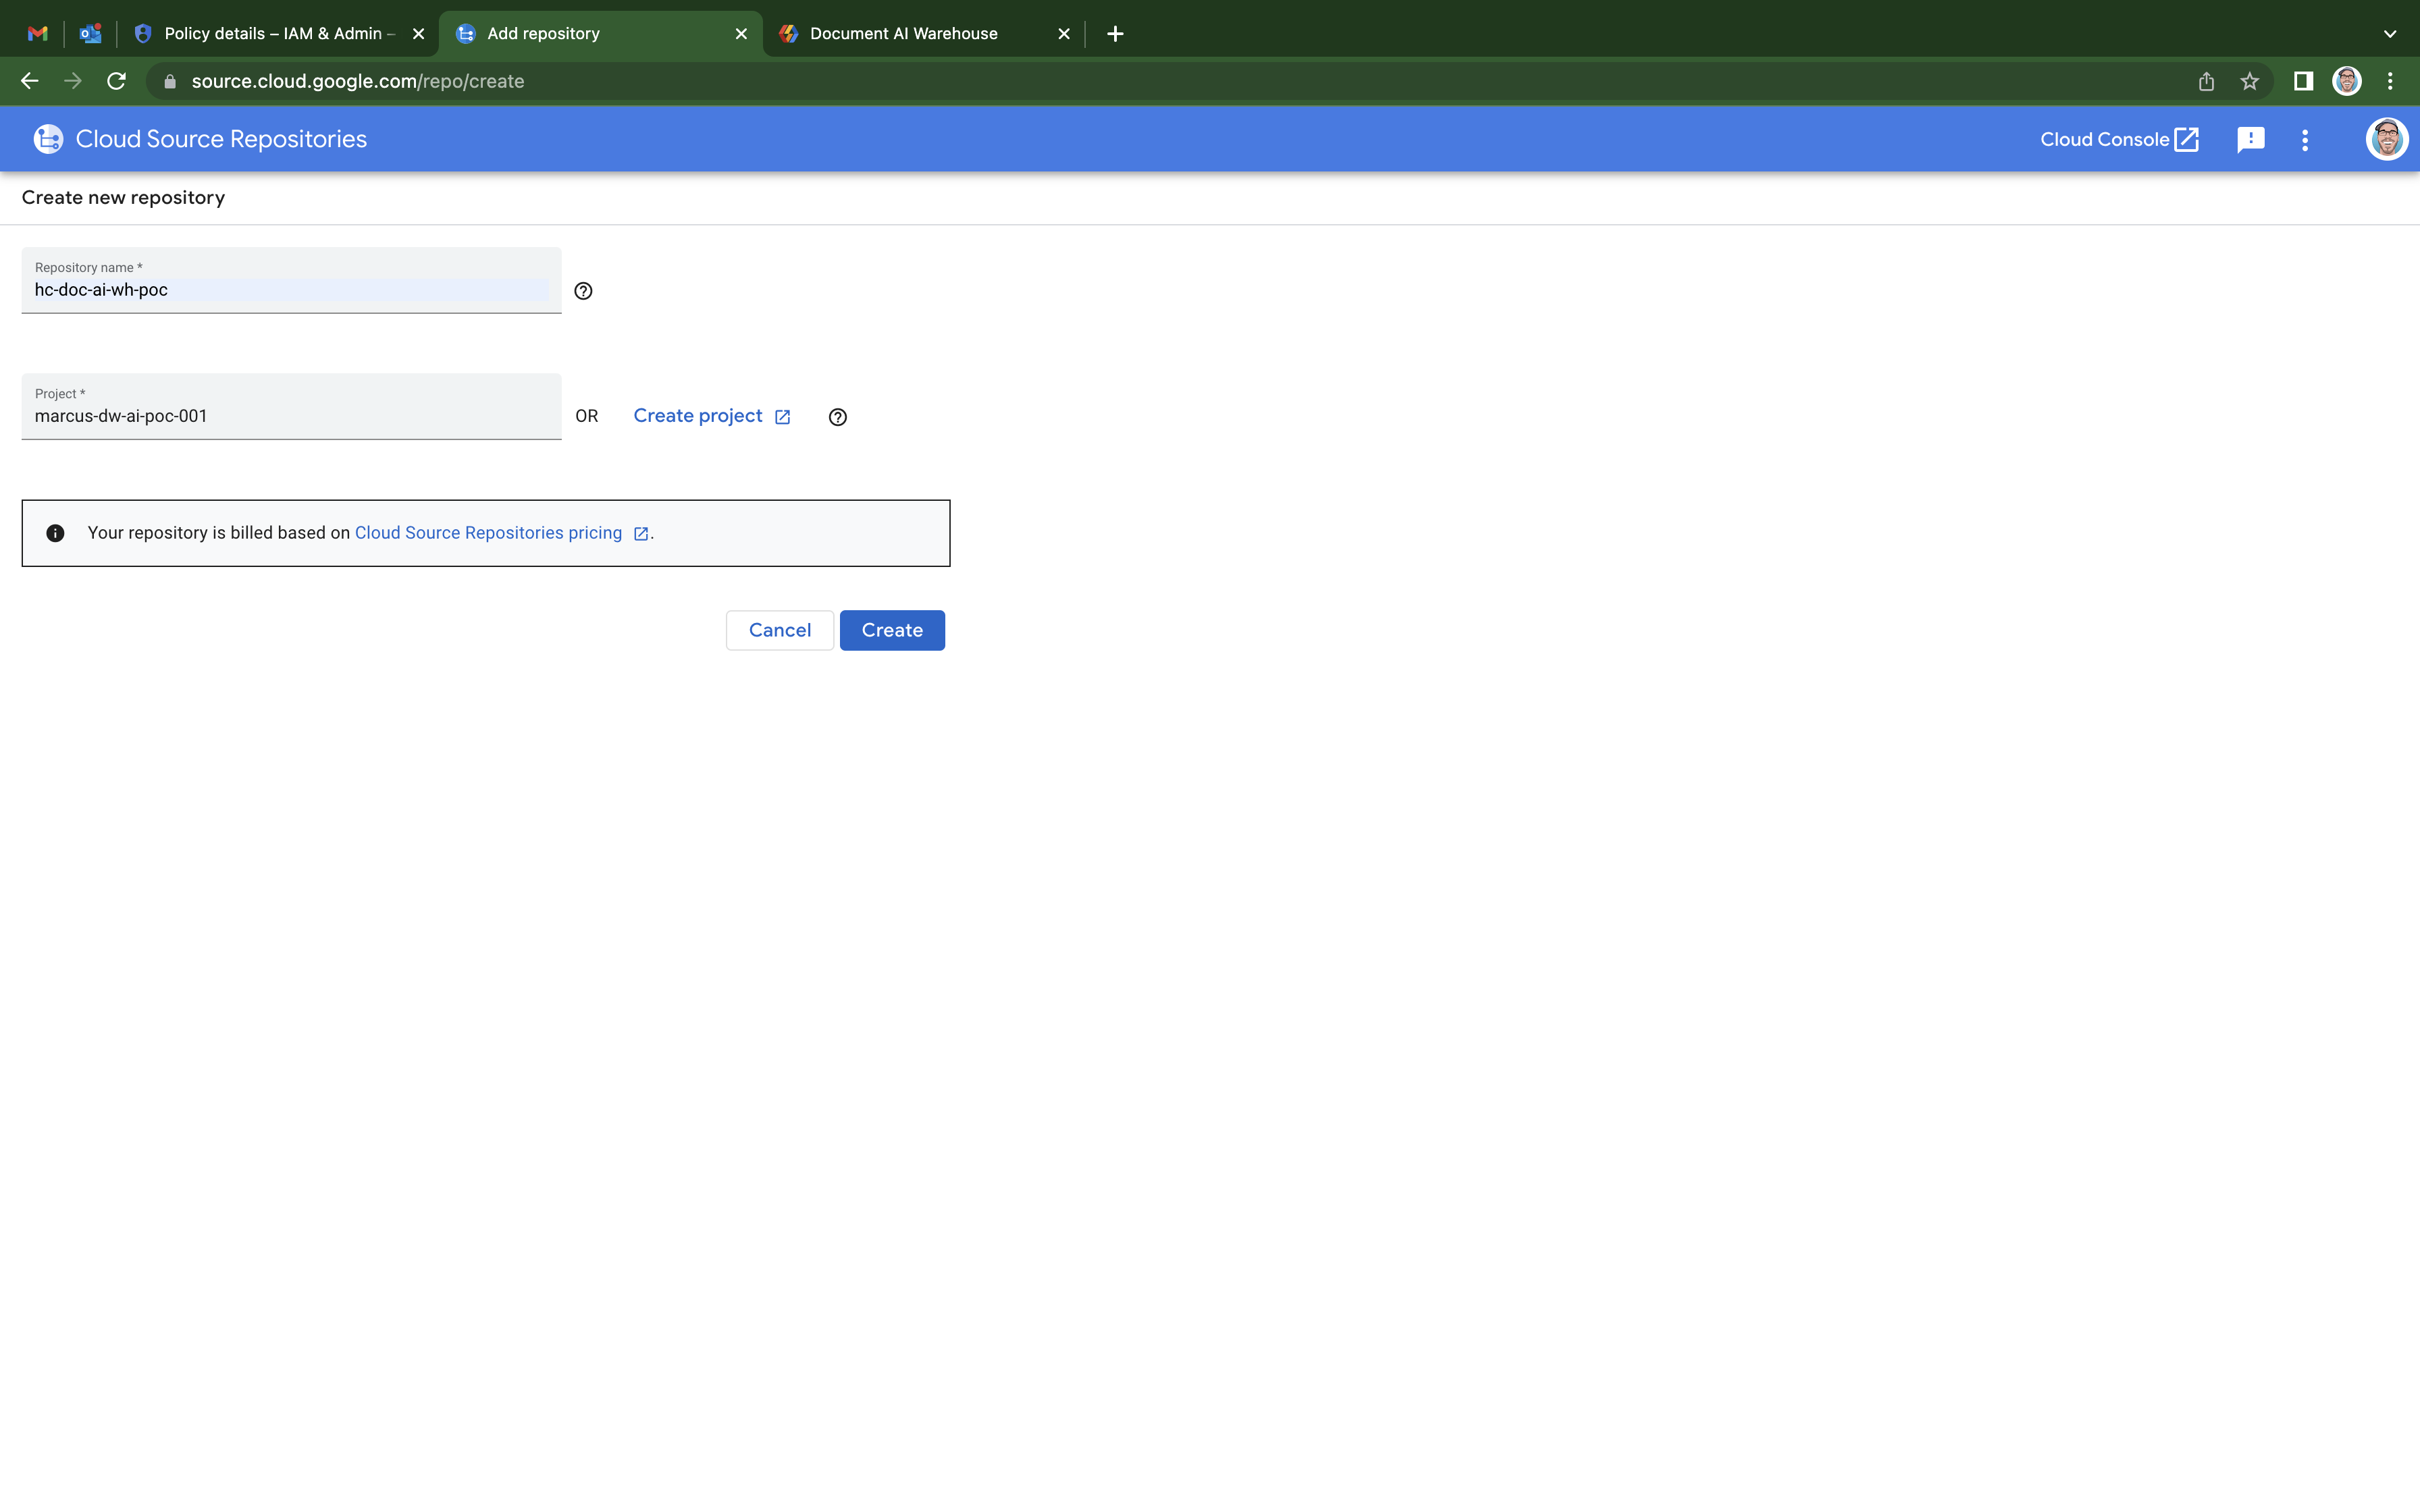 Policy details – IAM & Admin –
Add repository
Document AI Warehouse
source.cloud.google.com/repo/create
Cloud Source Repositories
Cloud Console
Create new repository
Repository name *
hc-doc-ai-wh-poc
Project *
marcus-dw-ai-poc-001
OR
Create project
Your repository is billed based on Cloud Source Repositories pricing .
Cancel
Create